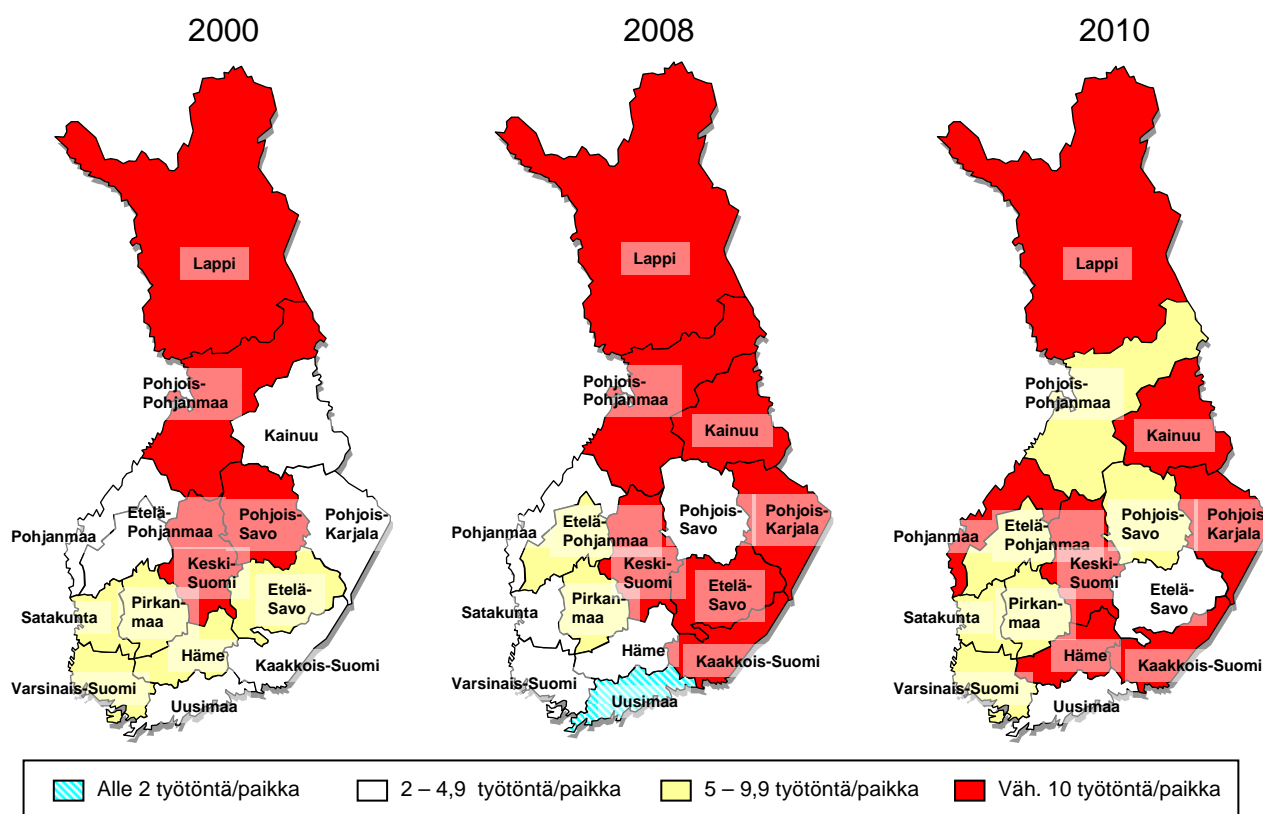 2000
2008
2010
Lappi
Pohjois-
Pohjanmaa
Kainuu
Etelä-
Pohjanmaa
Pohjanmaa
Pohjois-
Savo
Pohjois-
Karjala
Keski-
Suomi
Etelä-
Savo
Pirkan-
maa
Satakunta
Häme
Kaakkois-Suomi
Varsinais-Suomi
Uusimaa
Lappi
Pohjois-
Pohjanmaa
Kainuu
Etelä-
Pohjanmaa
Pohjanmaa
Pohjois-
Savo
Pohjois-
Karjala
Keski-
Suomi
Etelä-
Savo
Pirkan-
maa
Satakunta
Häme
Kaakkois-Suomi
Varsinais-Suomi
Uusimaa
Lappi
Pohjois-
Pohjanmaa
Kainuu
Etelä-
Pohjanmaa
Pohjanmaa
Pohjois-
Savo
Pohjois-
Karjala
Keski-
Suomi
Etelä-
Savo
Pirkan-
maa
Satakunta
Häme
Kaakkois-Suomi
Varsinais-Suomi
Uusimaa
Alle 2 työtöntä/paikka
2 – 4,9 työtöntä/paikka
5 – 9,9 työtöntä/paikka
Väh. 10 työtöntä/paikka